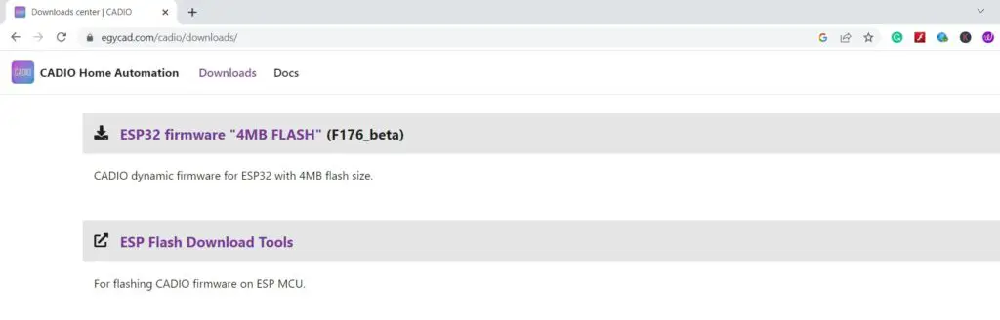 Downloads center | CADIO
egycad.com/cadio/downloads/
CADIO CADIO Home Automation Downloads Docs
ESP32 firmware "4MB FLASH" (F176_beta)
CADIO dynamic firmware for ESP32 with 4MB flash size.
ESP Flash Download Tools
For flashing CADIO firmware on ESP MCU.